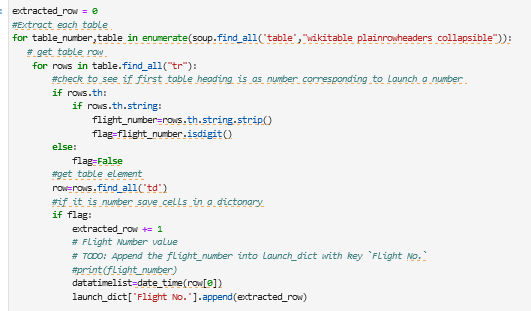 extracted_row = 0
#Extract each table
for table_number,table in enumerate(soup.find_all('table',"wikitable plainrowheaders collapsible")):
   # get table row
    for rows in table.find_all("tr"):
        #check to see if first table heading is as number corresponding to launch a number
        if rows.th:
            if rows.th.string:
                flight_number=rows.th.string.strip()
                flag=flight_number.isdigit()
        else:
            flag=False
        #get table element
        row=rows.find_all('td')
        #if it is number save cells in a dictonary
        if flag:
            extracted_row += 1
            # Flight Number value
            # TODO: Append the flight_number into launch_dict with key `Flight No.`
            #print(flight_number)
            datatimelist=date_time(row[0])
            launch_dict['Flight No.'].append(extracted_row)